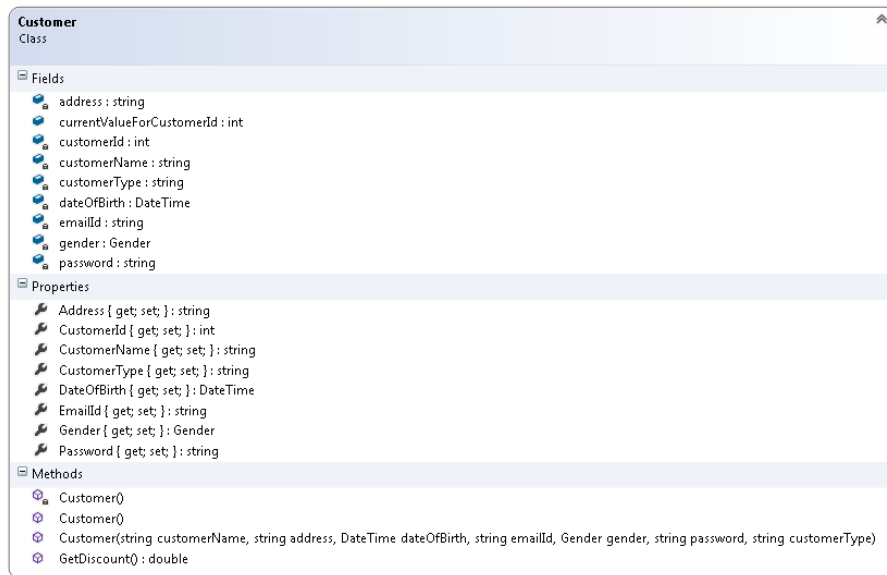 Customer
Class
Fields
address : string
currentValueForCustomerId : int
customerId : int
customerName : string
customerType : string
dateOfBirth : DateTime
emailId : string
gender : Gender
password : string
Properties
Address { get; set; } : string
CustomerId { get; set; } : int
CustomerName { get; set; } : string
CustomerType { get; set; } : string
DateOfBirth { get; set; } : DateTime
EmailId { get; set; } : string
Gender { get; set; } : Gender
Password { get; set; } : string
Methods
Customer()
Customer()
Customer(string customerName, string address, DateTime dateOfBirth, string emailId, Gender gender, string password, string customerType)
GetDiscount() : double